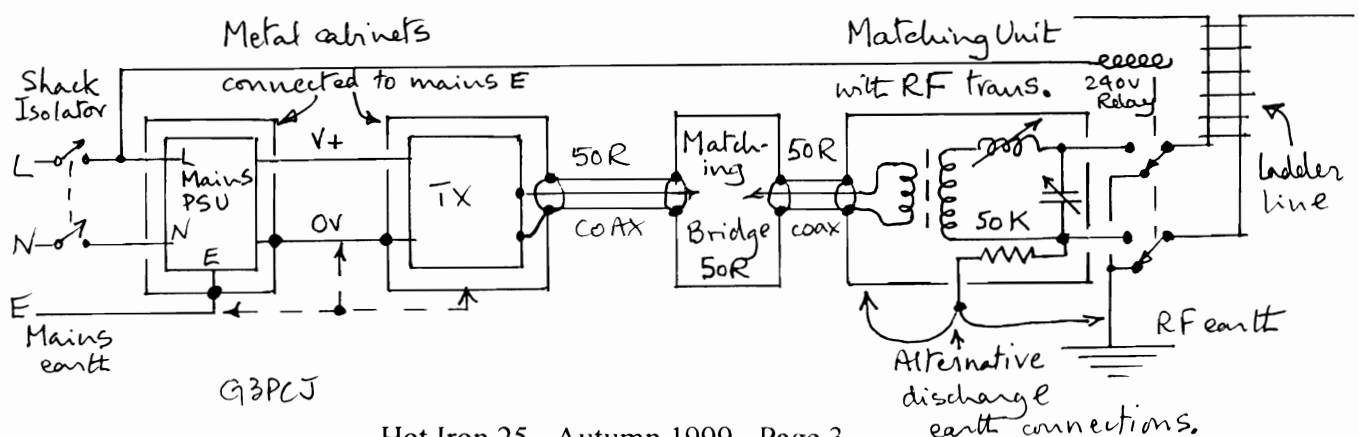 Metal cabinets
connected to mains E
Matching Unit
with RF trans.
240v
Relay
Shack
Isolator
L
N
E
Mains
earth
L
Mains
PSU
N
E
V+
0V
TX
50R
COAX
Match-
ing
Bridge
50R
50R
coax
50K
Ladder
line
RF earth
Alternative
discharge
earth connections.
G3PCJ
Hot Iron 25 - Autumn 1999 - Page 3